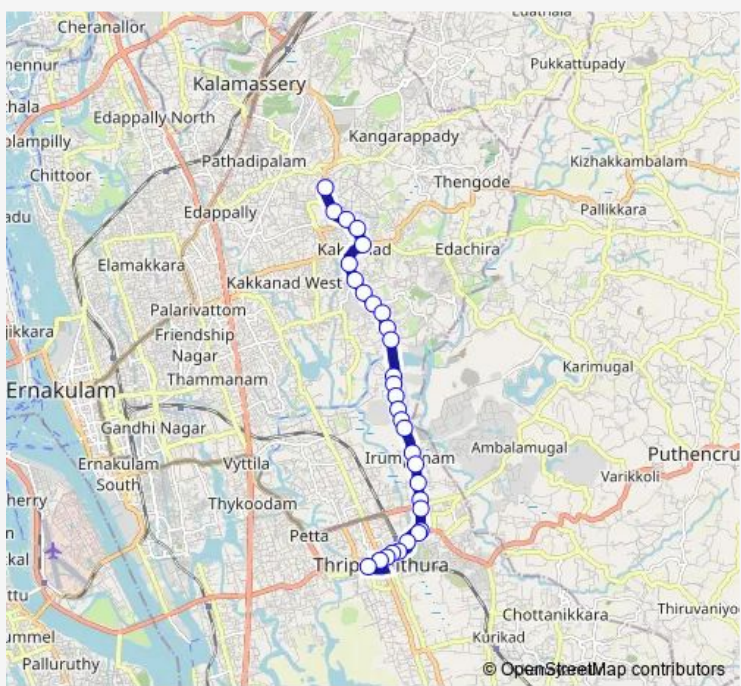 Cheranallor
Pukkattupady
Kalamassery
Edappally North
Kangarappady
Pathadipalam
Kizhakkambalam
Chittoor
Thengode
Edappally
Pallikkara
Edachira
Elamakkara
Kakkanad West
Palarivattom
Friendship
Nagar
Karimugal
Thammanam
Ernakulam
Gandhi Nagar
Ambalamugal
Puthencru
Ernakulam
South
Vyttila
Varikkoli
Thykoodam
Petta
Chottanikkara
Thiruvaniyo
Kurikad
Palluruthy
© OpenStreetMap contributors